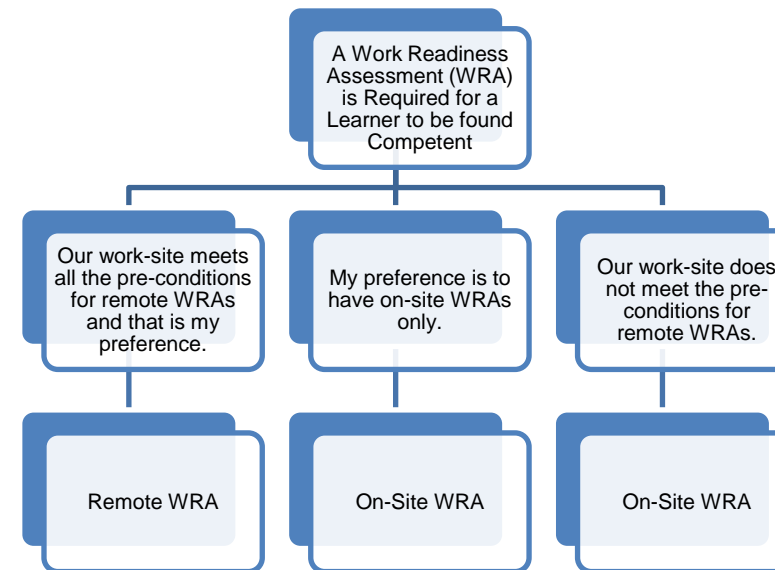 A Work Readiness
Assessment (WRA)
is Required for a
Learner to be found
Competent
Our work-site meets
all the pre-conditions
for remote WRAs
and that is my
preference.
My preference is to
have on-site WRAs
only.
Our work-site does
not meet the pre-
conditions for
remote WRAs.
Remote WRA
On-Site WRA
On-Site WRA